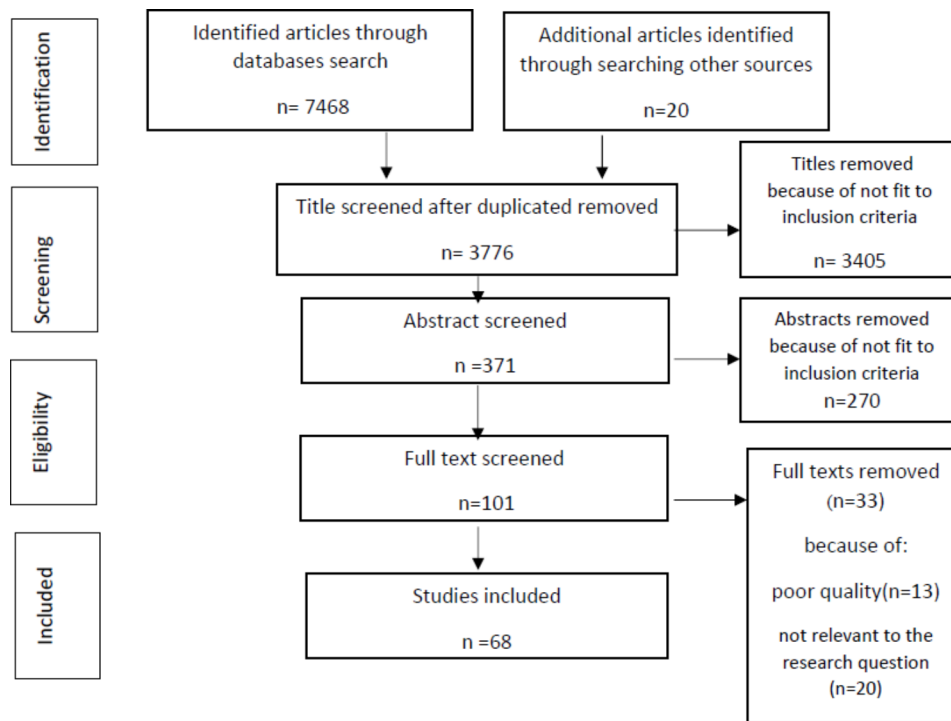 Identification
Identified articles through
databases search
n= 7468
Additional articles identified
through searching other sources
n=20
Screening
Title screened after duplicated removed
n= 3776
Titles removed
because of not fit to
inclusion criteria
n= 3405
Abstract screened
n =371
Abstracts removed
because of not fit to
inclusion criteria
n=270
Eligibility
Full text screened
n=101
Full texts removed
(n=33)
because of:
poor quality(n=13)
not relevant to the
research question
(n=20)
Included
Studies included
n =68